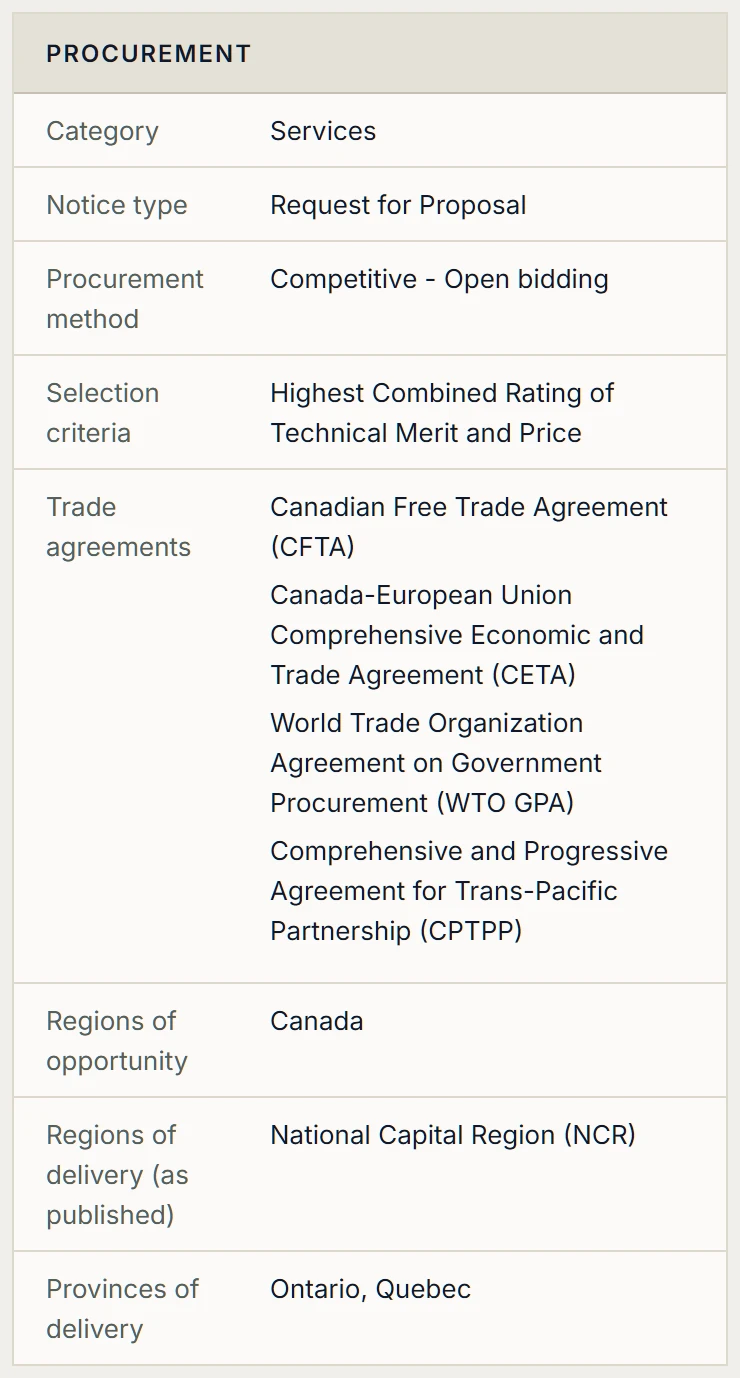 PROCUREMENT
Category
Services
Notice type
Request for Proposal
Procurement
method
Competitive - Open bidding
Selection
criteria
Highest Combined Rating of
Technical Merit and Price
Trade
agreements
Canadian Free Trade Agreement
(CFTA)
Canada-European Union
Comprehensive Economic and
Trade Agreement (CETA)
World Trade Organization
Agreement on Government
Procurement (WTO GPA)
Comprehensive and Progressive
Agreement for Trans-Pacific
Partnership (CPTPP)
Regions of
opportunity
Canada
Regions of
delivery (as
published)
National Capital Region (NCR)
Provinces of
delivery
Ontario, Quebec